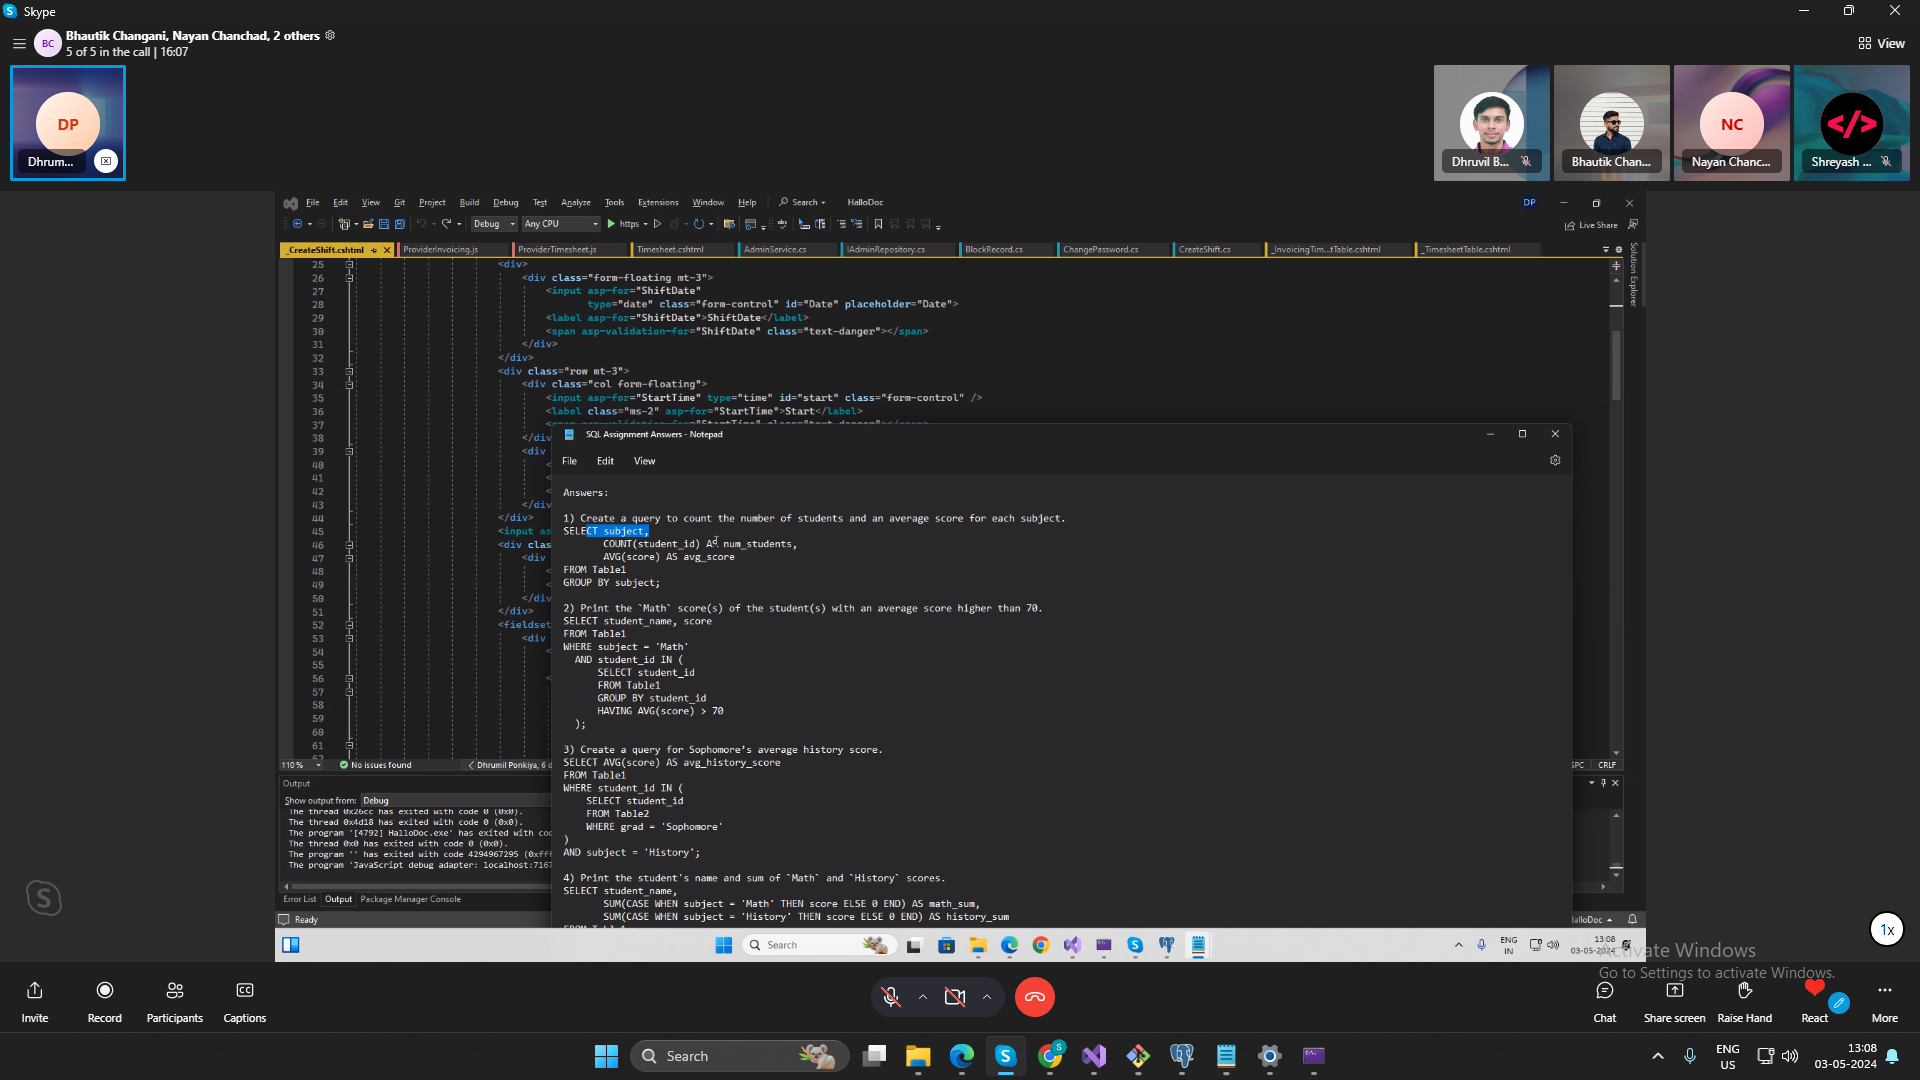 Skype
BC
Bhautik Changani, Nayan Chanchad, 2 others
5 of 5 in the call | 16:07
View
DP
Dhrum...
Dhruvil B...
Bhautik Chan...
NC
Nayan Chanc...
</>
Shreyash ...
File Edit View Git Project Build Debug Test Analyze Tools Extensions Window Help Search HalloDoc
DP
Debug Any CPU https Live Share
_CreateShift.cshtml ProviderInvoicing.js ProviderTimesheet.js Timesheet.cshtml AdminService.cs IAdminRepository.cs BlockRecord.cs ChangePassword.cs CreateShift.cs _InvoicingTim...tTable.cshtml _TimesheetTable.cshtml
Solution Explorer
25 <div>
26 <div class="form-floating mt-3">
27 <input asp-for="ShiftDate"
28 type="date" class="form-control" id="Date" placeholder="Date">
29 <label asp-for="ShiftDate">ShiftDate</label>
30 <span asp-validation-for="ShiftDate" class="text-danger"></span>
31 </div>
32 </div>
33 <div class="row mt-3">
34 <div class="col form-floating">
35 <input asp-for="StartTime" type="time" id="start" class="form-control" />
36 <label class="ms-2" asp-for="StartTime">Start</label>
37
38 </div
39 <div
40 <
41 <
42 <
43 </div
44 </div>
45 <input as
46 <div clas
47 <div
48
49
50 </div
51 </div>
52 <fieldset
53 <div
54
55
56
57
58
59
60
61
SQL Assignment Answers - Notepad
File Edit View
Answers:
1) Create a query to count the number of students and an average score for each subject.
SELECT subject,
COUNT(student_id) AS num_students,
AVG(score) AS avg_score
FROM Table1
GROUP BY subject;
2) Print the `Math` score(s) of the student(s) with an average score higher than 70.
SELECT student_name, score
FROM Table1
WHERE subject = 'Math'
AND student_id IN (
SELECT student_id
FROM Table1
GROUP BY student_id
HAVING AVG(score) > 70
);
3) Create a query for Sophomore's average history score.
SELECT AVG(score) AS avg_history_score
FROM Table1
WHERE student_id IN (
SELECT student_id
FROM Table2
WHERE grad = 'Sophomore'
)
AND subject = 'History';
4) Print the student's name and sum of `Math` and `History` scores.
SELECT student_name,
SUM(CASE WHEN subject = 'Math' THEN score ELSE 0 END) AS math_sum,
SUM(CASE WHEN subject = 'History' THEN score ELSE 0 END) AS history_sum
110 % No issues found Dhrumil Ponkiya, 6 d SPC CRLF
Output
Show output from: Debug
The thread 0x26cc has exited with code 0 (0x0).
The thread 0x4d18 has exited with code 0 (0x0).
The program '[4792] HalloDoc.exe' has exited with cod
The thread 0x0 has exited with code 0 (0x0).
The program '' has exited with code 4294967295 (0xfff
The program 'JavaScript debug adapter: localhost:7167
Error List Output Package Manager Console
Ready
HalloDoc
Search
ENG
IN
13:08
03-05-2024
1x
Activate Windows
Go to Settings to activate Windows.
Invite
Record
Participants
CC
Captions
Chat
Share screen
Raise Hand
React
More
Search
ENG
US
13:08
03-05-2024